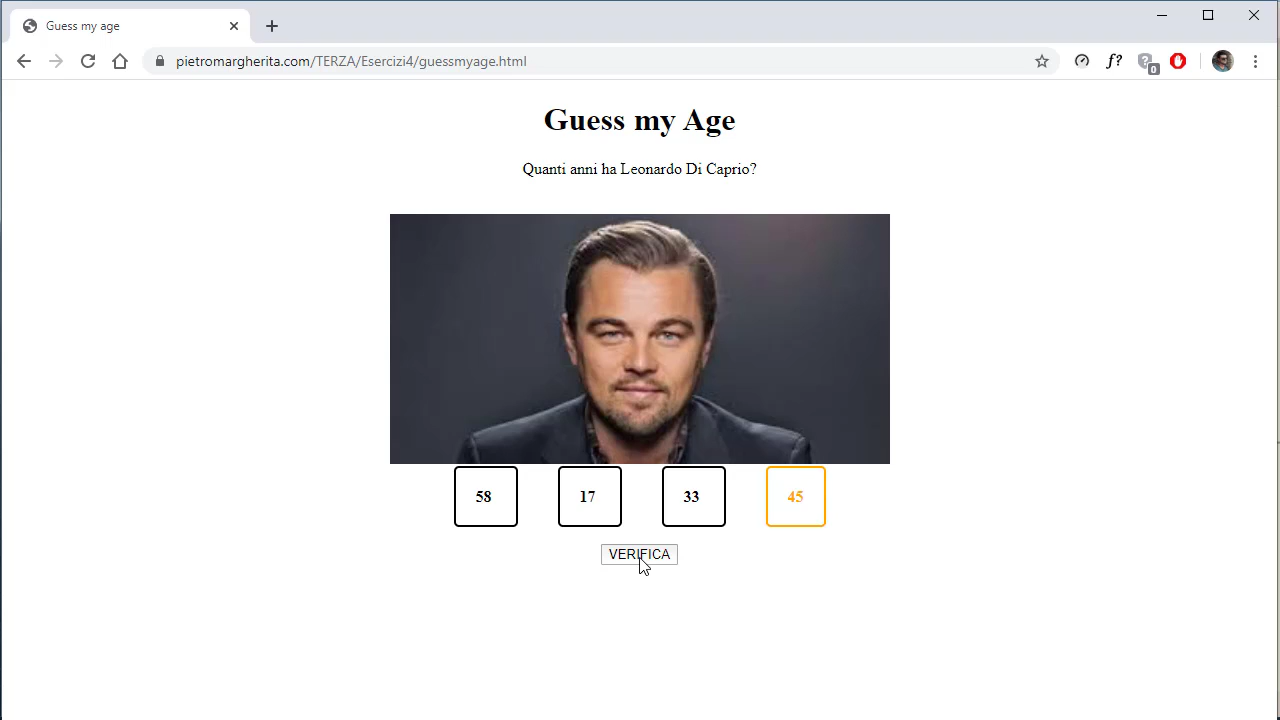 Guess my age
pietromargherita.com/TERZA/Esercizi4/guessmyage.html
f?
0
Guess my Age
Quanti anni ha Leonardo Di Caprio?
58 17 33 45
VERIFICA